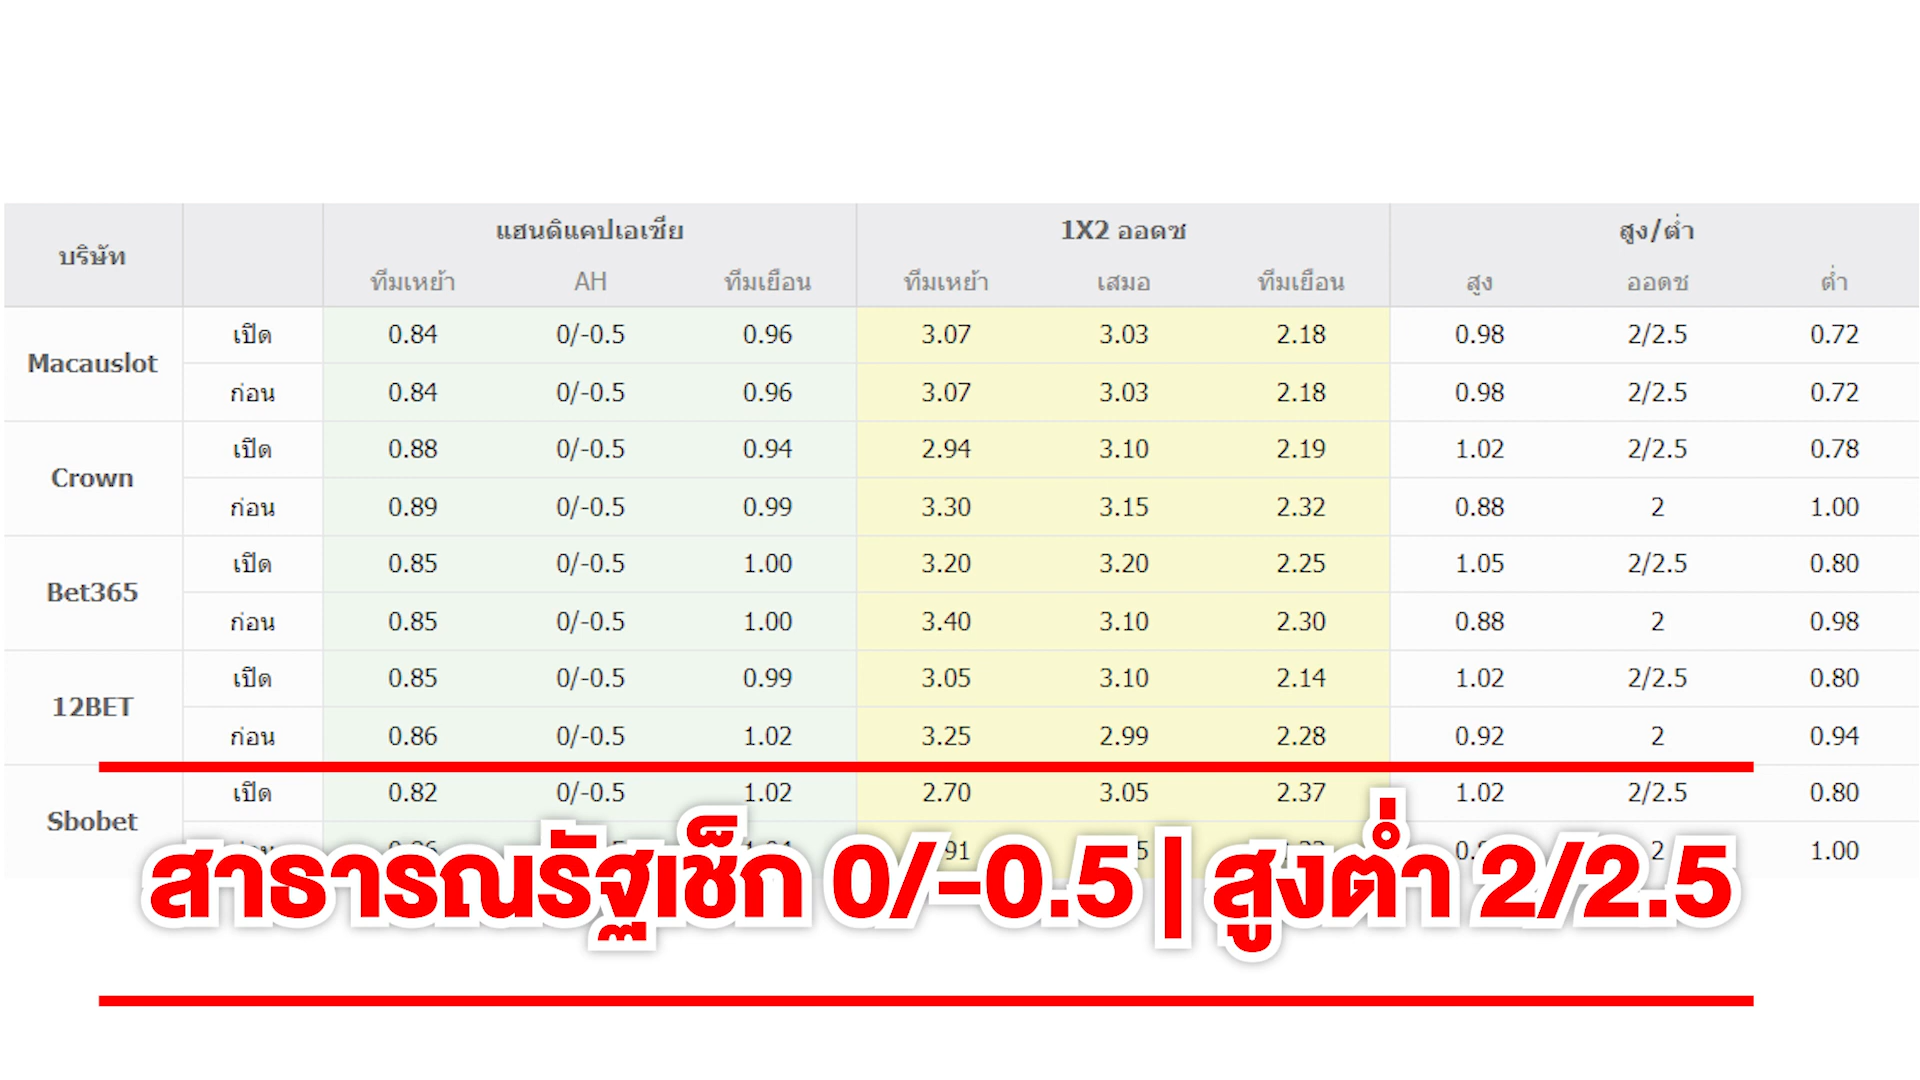 บริษัท แฮนดิแคปเอเชีย 1X2 ออดซ สูง/ต่ำ
ทีมเหย้า AH ทีมเยือน ทีมเหย้า เสมอ ทีมเยือน สูง ออดซ ต่ำ
Macauslot เปิด 0.84 0/-0.5 0.96 3.07 3.03 2.18 0.98 2/2.5 0.72
ก่อน 0.84 0/-0.5 0.96 3.07 3.03 2.18 0.98 2/2.5 0.72
Crown เปิด 0.88 0/-0.5 0.94 2.94 3.10 2.19 1.02 2/2.5 0.78
ก่อน 0.89 0/-0.5 0.99 3.30 3.15 2.32 0.88 2 1.00
Bet365 เปิด 0.85 0/-0.5 1.00 3.20 3.20 2.25 1.05 2/2.5 0.80
ก่อน 0.85 0/-0.5 1.00 3.40 3.10 2.30 0.88 2 0.98
12BET เปิด 0.85 0/-0.5 0.99 3.05 3.10 2.14 1.02 2/2.5 0.80
ก่อน 0.86 0/-0.5 1.02 3.25 2.99 2.28 0.92 2 0.94
Sbobet เปิด 0.82 0/-0.5 1.02 2.70 3.05 2.37 1.02 2/2.5 0.80
2 1.00
สาธารณรัฐเช็ก 0/-0.5 | สูงต่ำ 2/2.5